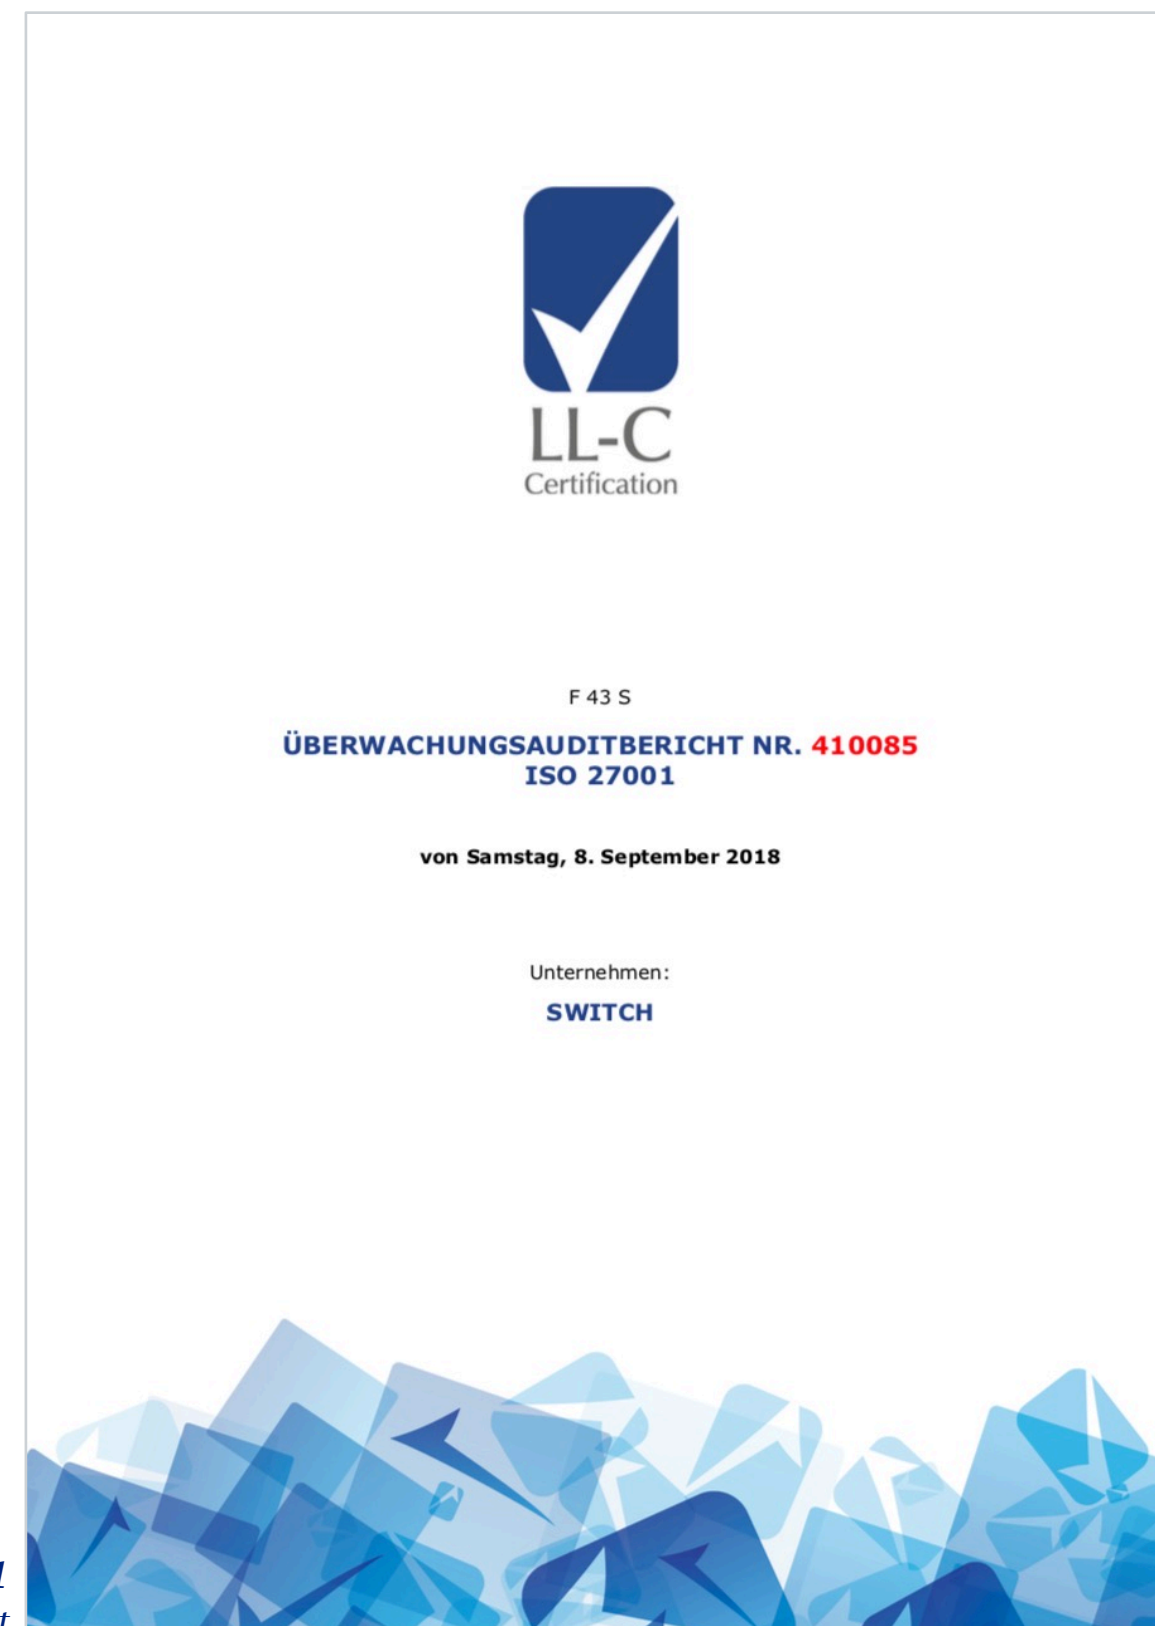 LL-C
Certification
F 43 S
ÜBERWACHUNGSAUDITBERICHT NR. 410085
ISO 27001
von Samstag, 8. September 2018
Unternehmen:
SWITCH